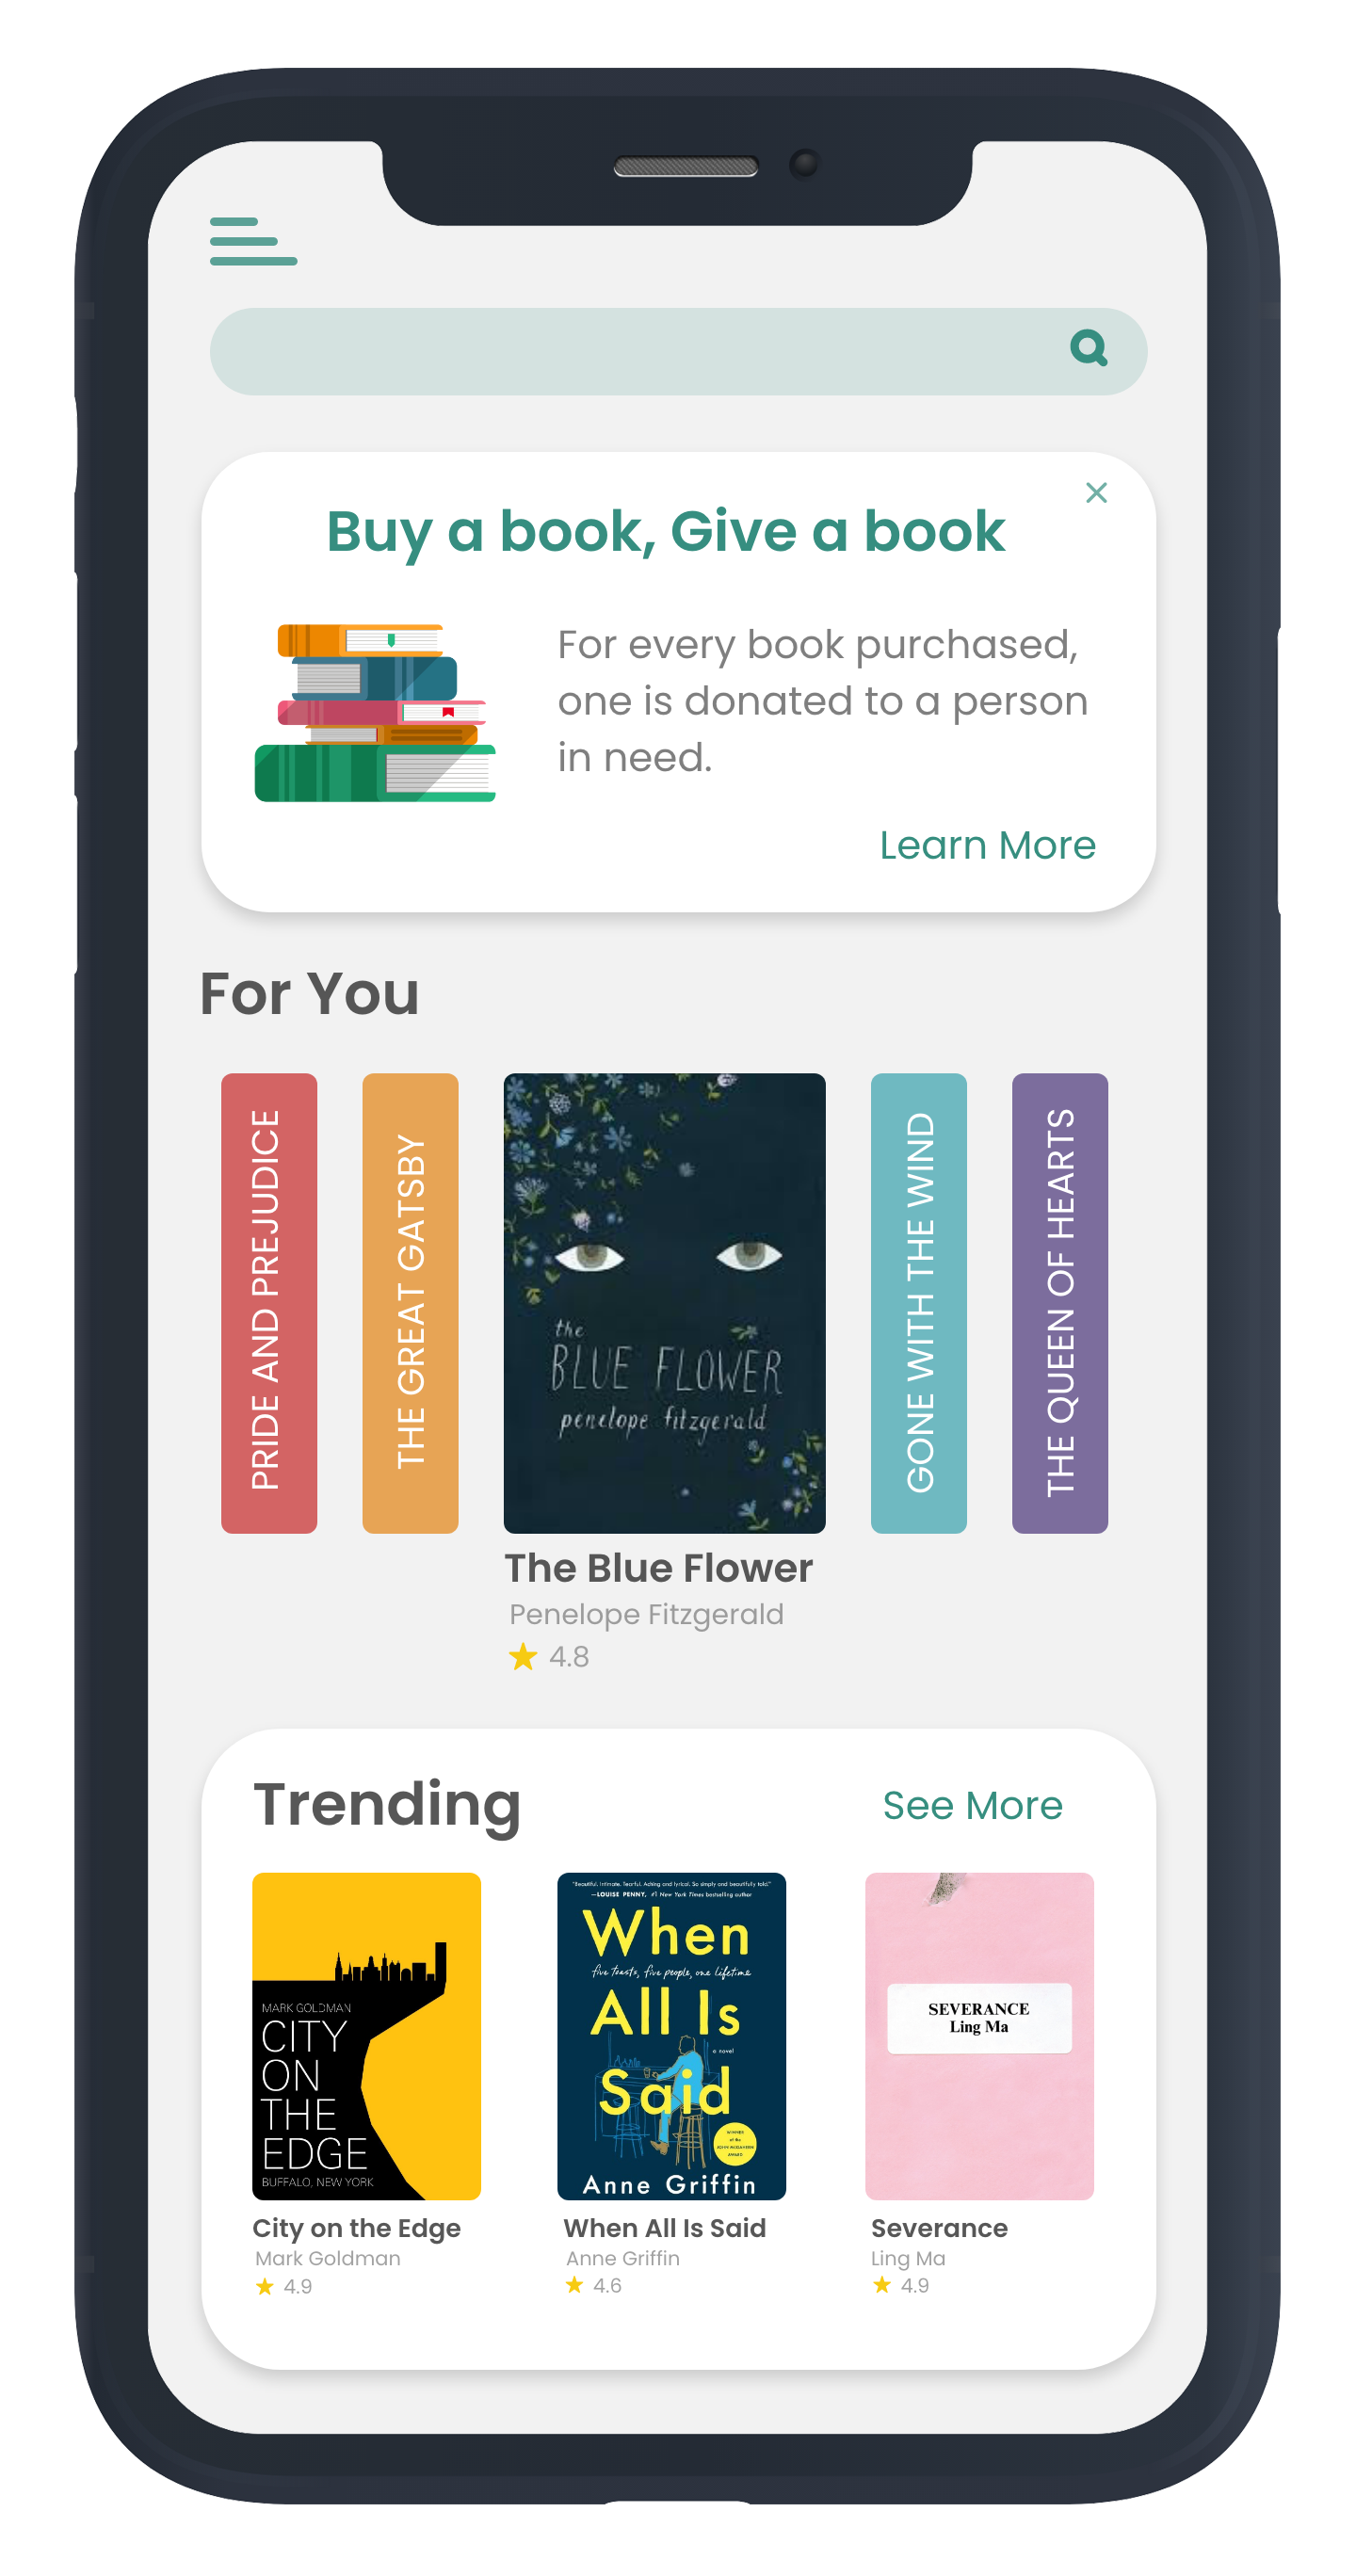 Buy a book, Give a book
For every book purchased,
one is donated to a person
in need.
Learn More
For You
PRIDE AND PREJUDICE
THE GREAT GATSBY
the
BLUE FLOWER
penelope fitzgerald
GONE WITH THE WIND
THE QUEEN OF HEARTS
The Blue Flower
Penelope Fitzgerald
4.8
Trending
See More
MARK GOLDMAN
CITY
ON
THE
EDGE
BUFFALO, NEW YORK
"Beautiful. Intimate. Tearful. Aching and lyrical. So simply and beautifully told."
—LOUISE PENNY, #1 New York Times bestselling author
When
five toasts, five people, one lifetime
All Is
a novel
Said
WINNER
of the
AWARD
Anne Griffin
SEVERANCE
Ling Ma
City on the Edge
Mark Goldman
4.9
When All Is Said
Anne Griffin
4.6
Severance
Ling Ma
4.9